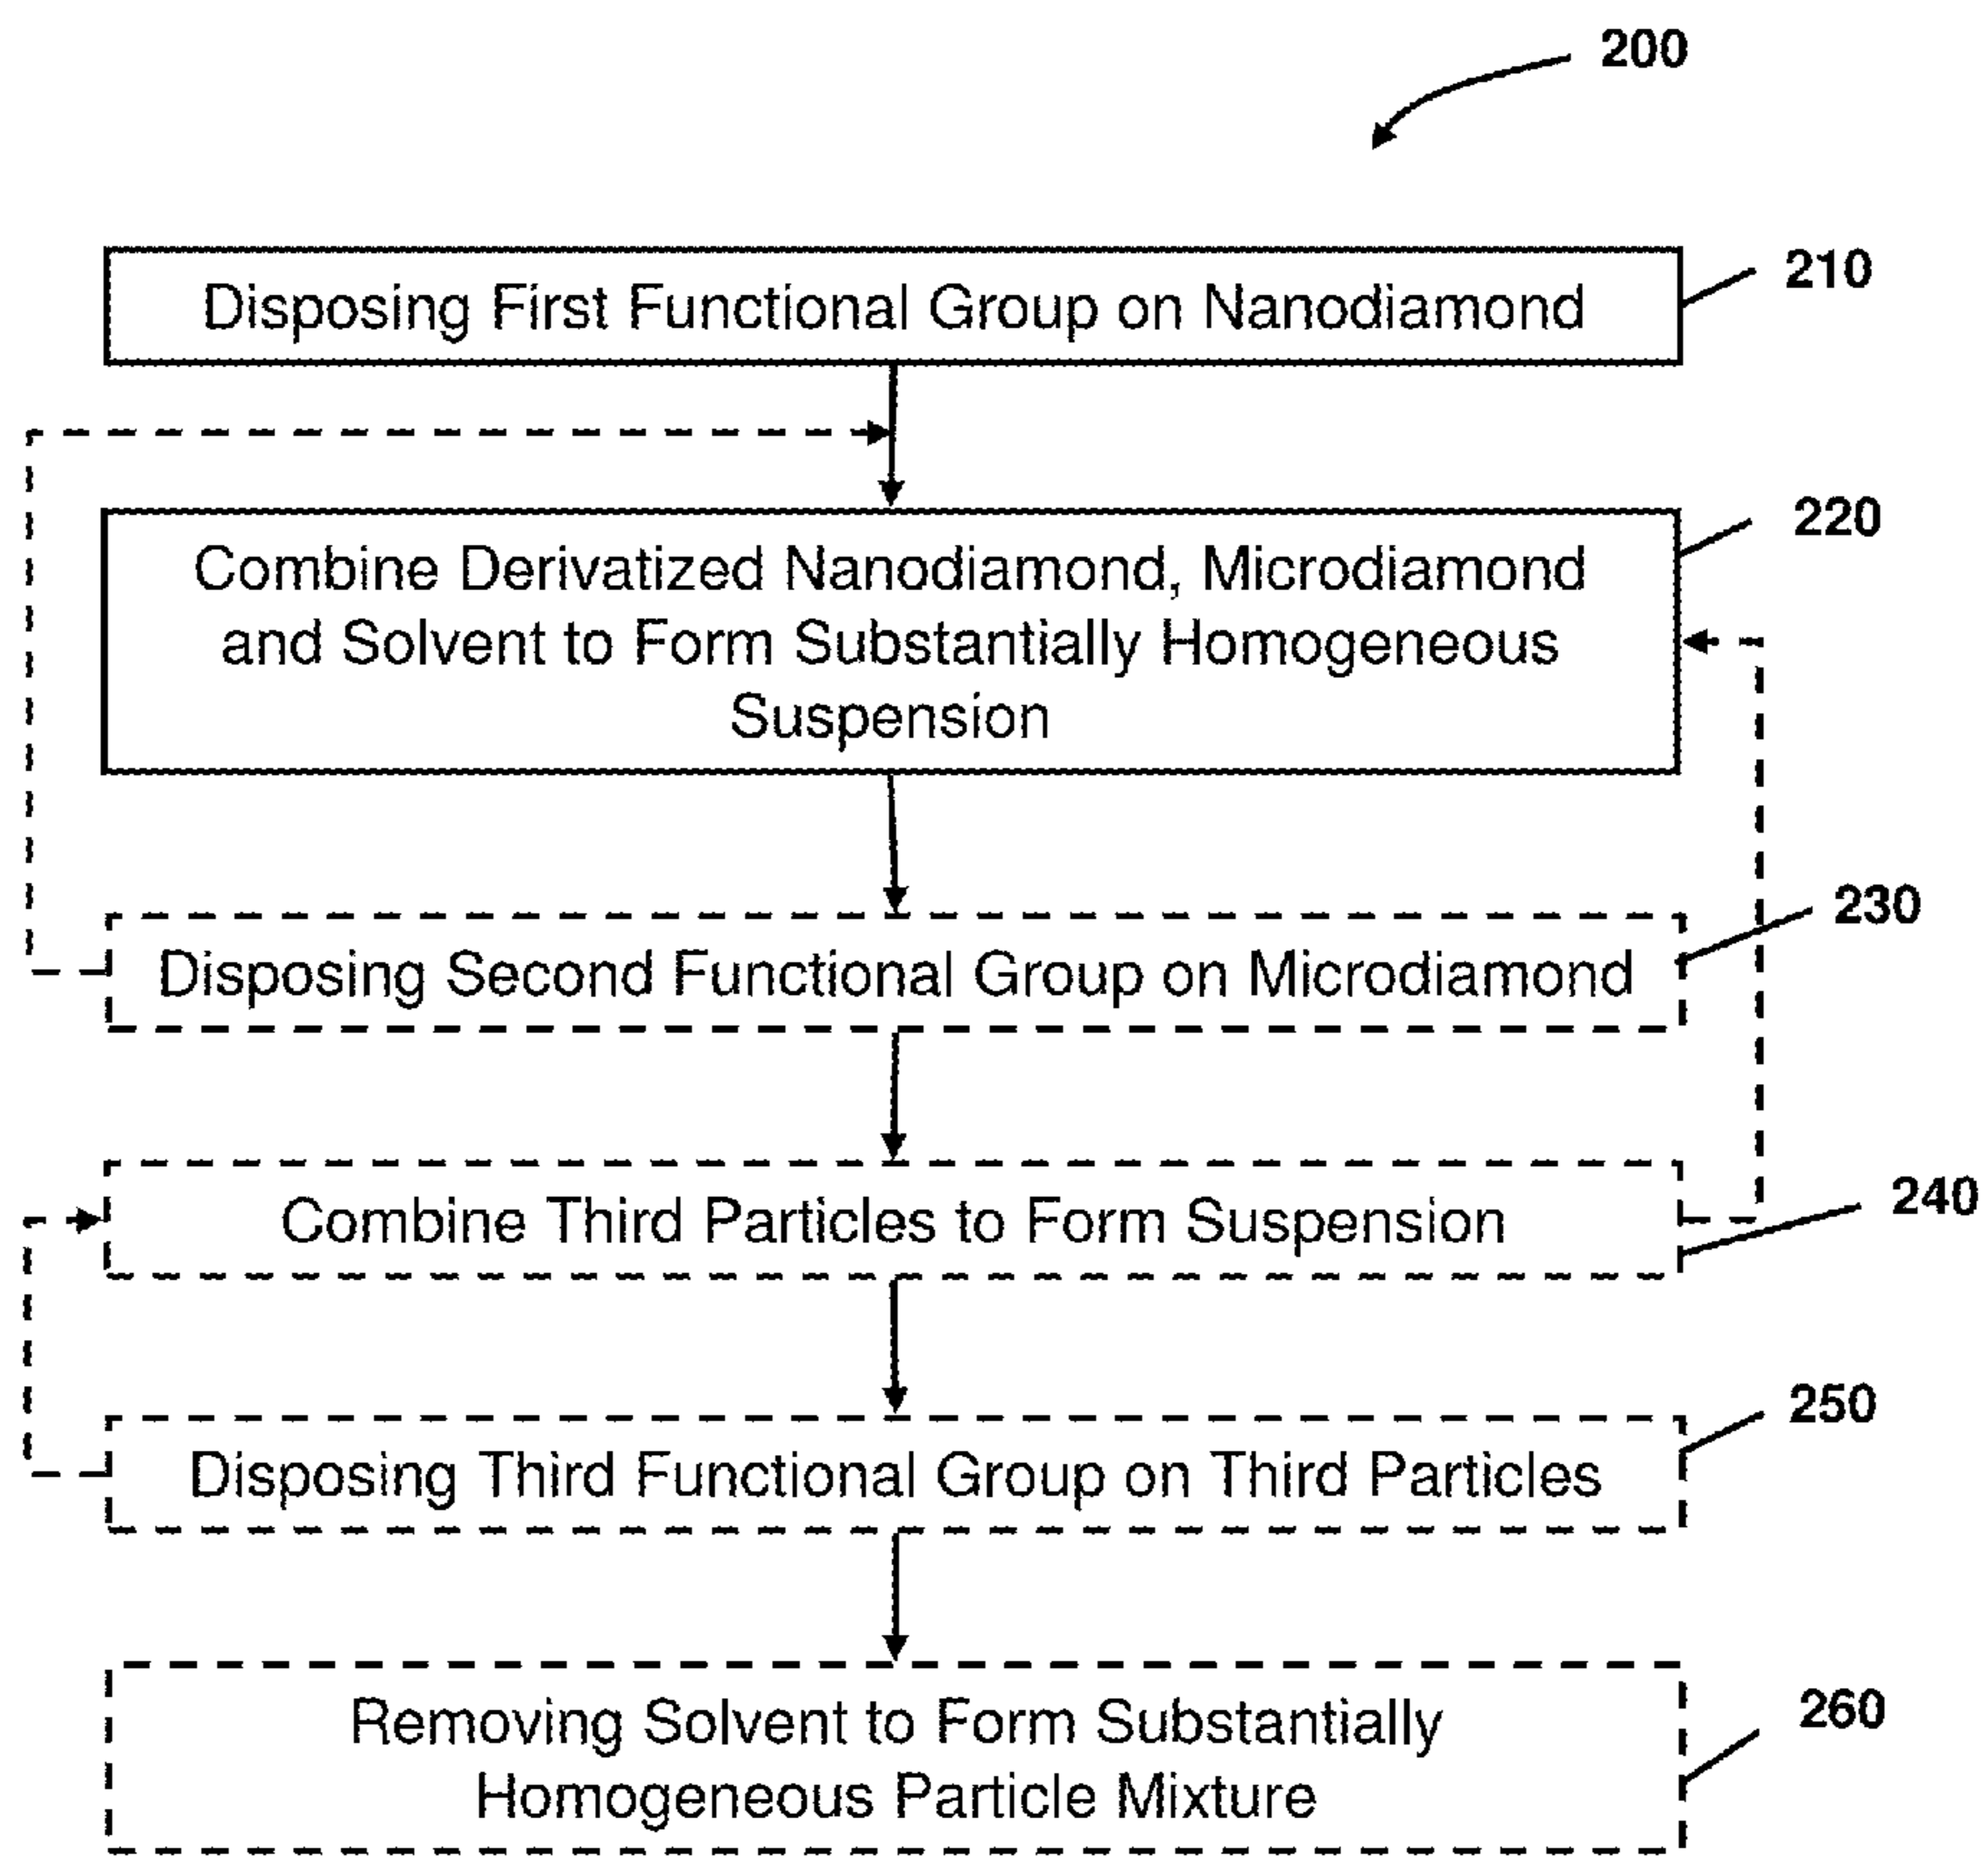 200
Disposing First Functional Group on Nanodiamond
210
Combine Derivatized Nanodiamond, Microdiamond
and Solvent to Form Substantially Homogeneous
Suspension
220
Disposing Second Functional Group on Microdiamond
230
Combine Third Particles to Form Suspension
240
Disposing Third Functional Group on Third Particles
250
Removing Solvent to Form Substantially
Homogeneous Particle Mixture
260